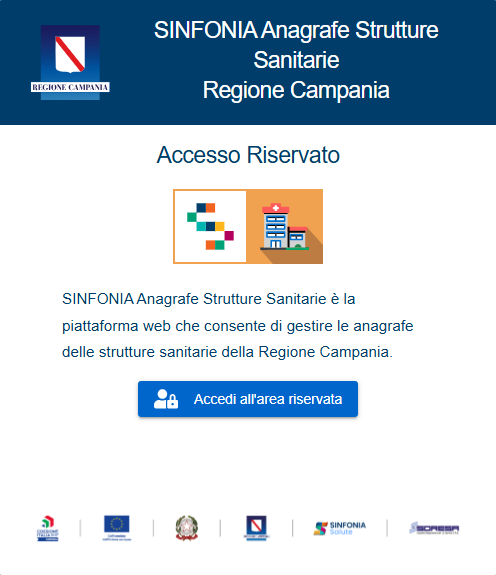 SINFONIA Anagrafe Strutture
Sanitarie
Regione Campania
REGIONE CAMPANIA
Accesso Riservato
SINFONIA Anagrafe Strutture Sanitarie è la
piattaforma web che consente di gestire le anagrafe
delle strutture sanitarie della Regione Campania.
Accedi all'area riservata
SINFONIA
Salute
SORESA